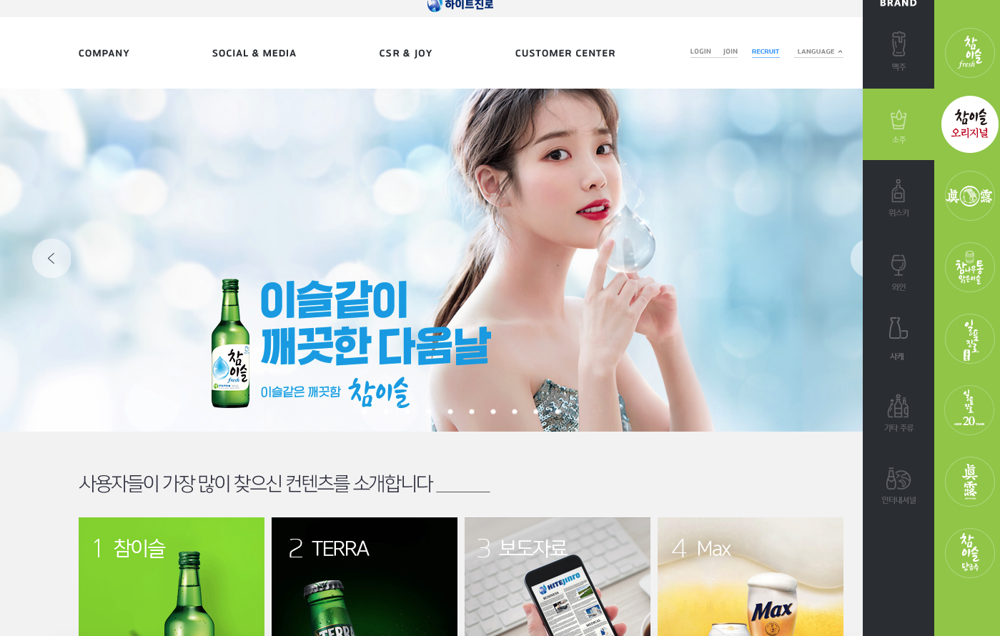 하이트진로
BRAND
COMPANY
SOCIAL & MEDIA
CSR & JOY
CUSTOMER CENTER
LOGIN
JOIN
RECRUIT
LANGUAGE
이슬같이
깨끗한 다음날
이슬같은 깨끗함 참이슬
참
이슬
fresh
사용자들이 가장 많이 찾으신 컨텐츠를 소개합니다
1 참이슬
2 TERRA
TERRA
3 보도자료
HITEJINRO
BUSINESS
MEDICAL
4 Max
Max
맥주
소주
위스키
와인
사케
기타 주류
인터내셔널
참
이슬
fresh
참이슬
오리지널
眞露
참나무통
맑은이슬
일품
진로
일품
진로
20
YEARS
眞
露
참
이슬
담금주